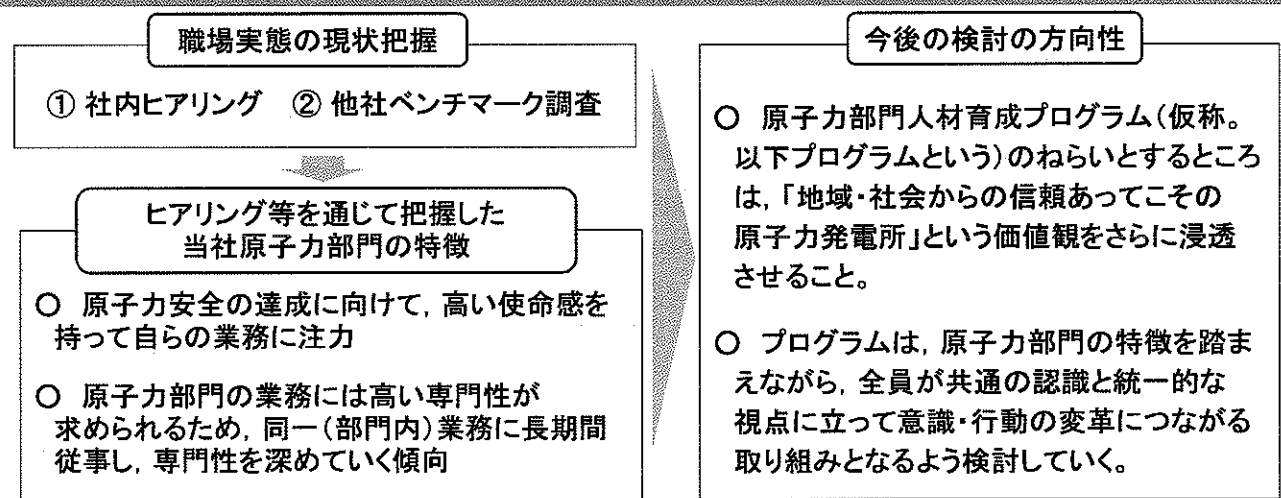 職場実態の現状把握
① 社内ヒアリング ② 他社ベンチマーク調査
ヒアリング等を通じて把握した
当社原子力部門の特徴
○ 原子力安全の達成に向けて，高い使命感を
持って自らの業務に注力
○ 原子力部門の業務には高い専門性が
求められるため，同一（部門内）業務に長期間
従事し，専門性を深めていく傾向
今後の検討の方向性
○ 原子力部門人材育成プログラム（仮称。
以下プログラムという）のねらいとするところ
は，「地域・社会からの信頼あってこその
原子力発電所」という価値観をさらに浸透
させること。
○ プログラムは，原子力部門の特徴を踏ま
えながら，全員が共通の認識と統一的な
視点に立って意識・行動の変革につながる
取り組みとなるよう検討していく。